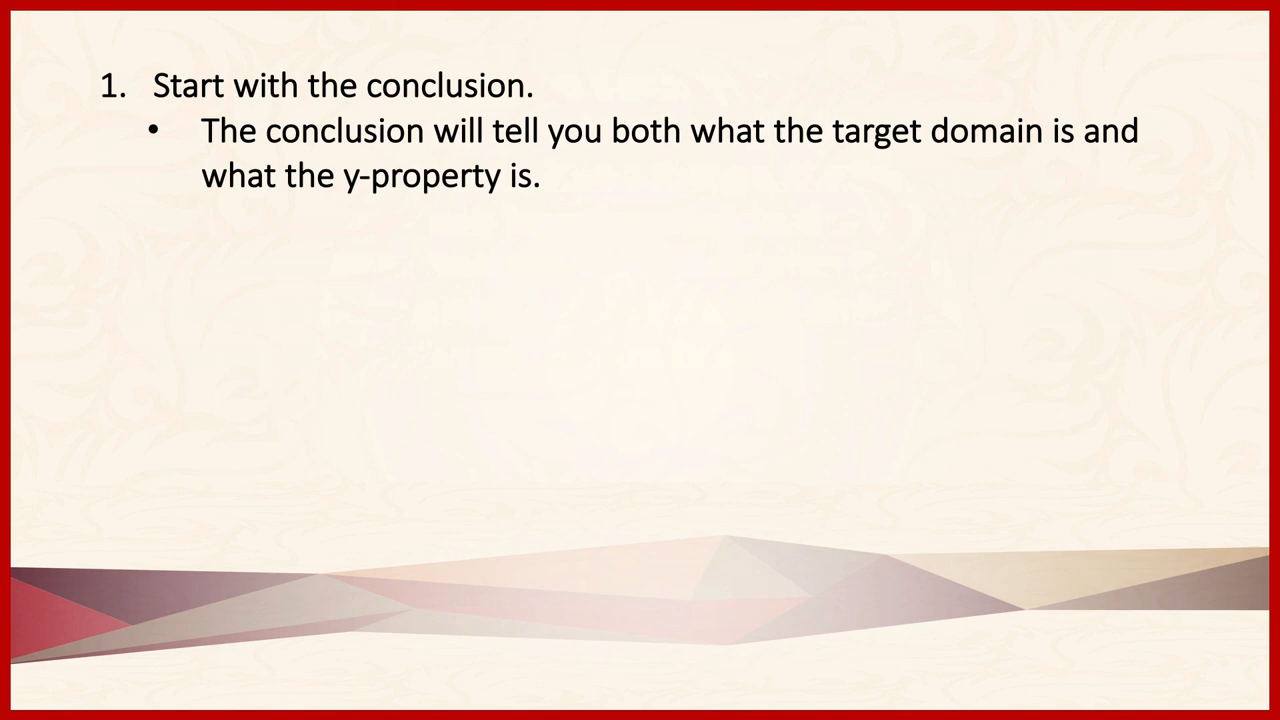 1. Start with the conclusion.
• The conclusion will tell you both what the target domain is and
what the y-property is.